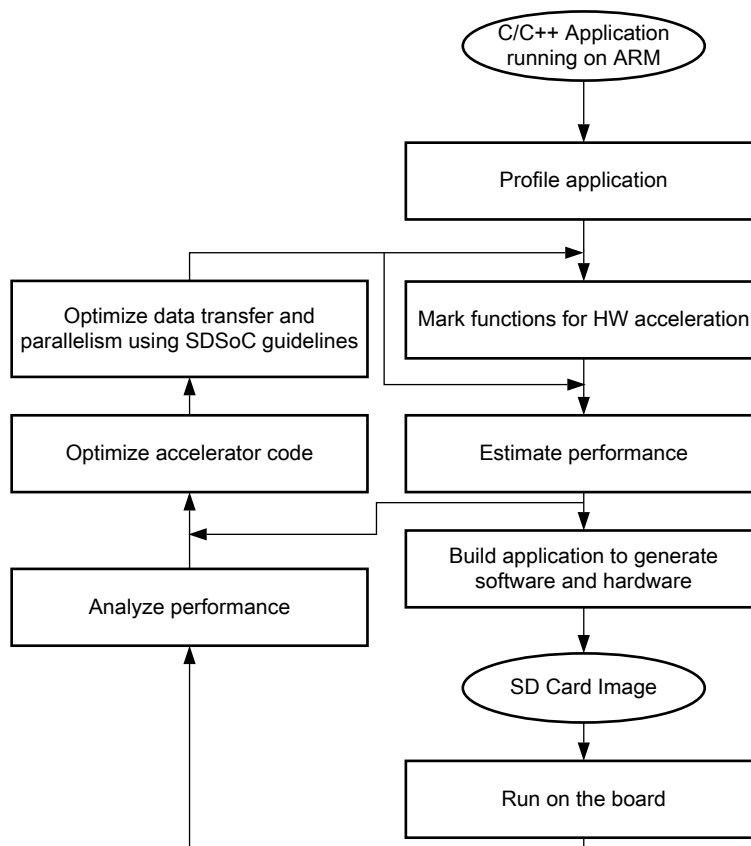 C/C++ Application
running on ARM
Profile application
Optimize data transfer and
parallelism using SDSoC guidelines
Mark functions for HW acceleration
Optimize accelerator code
Estimate performance
Build application to generate
software and hardware
Analyze performance
SD Card Image
Run on the board